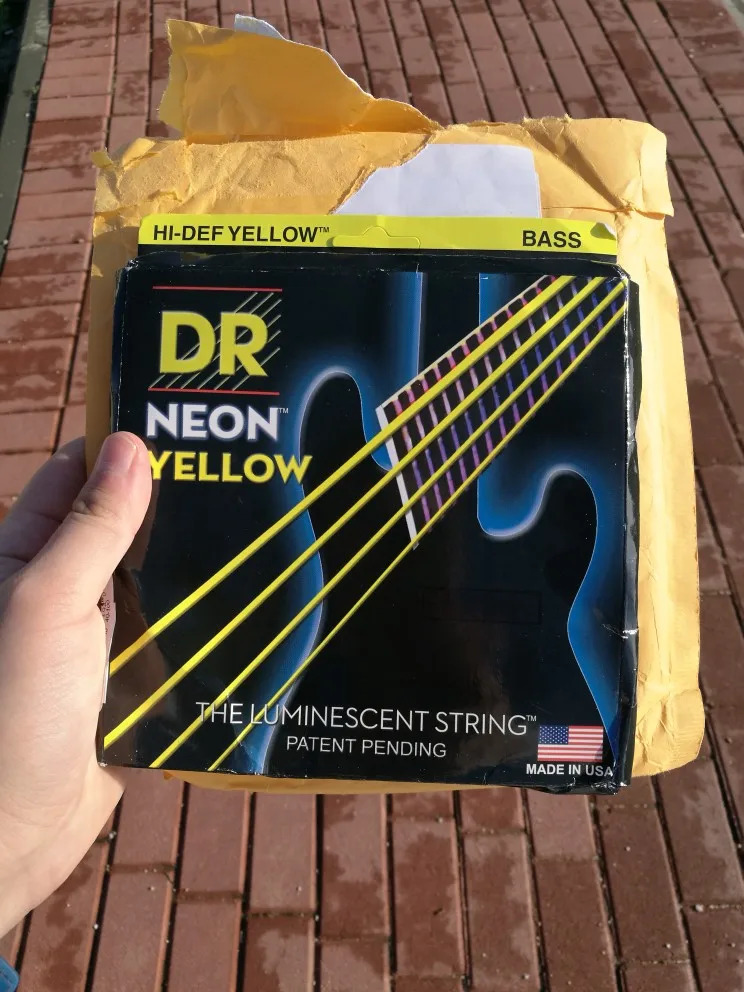 HI-DEF YELLOW™ BASS
DR
NEON™
YELLOW
THE LUMINESCENT STRING™
PATENT PENDING
MADE IN USA